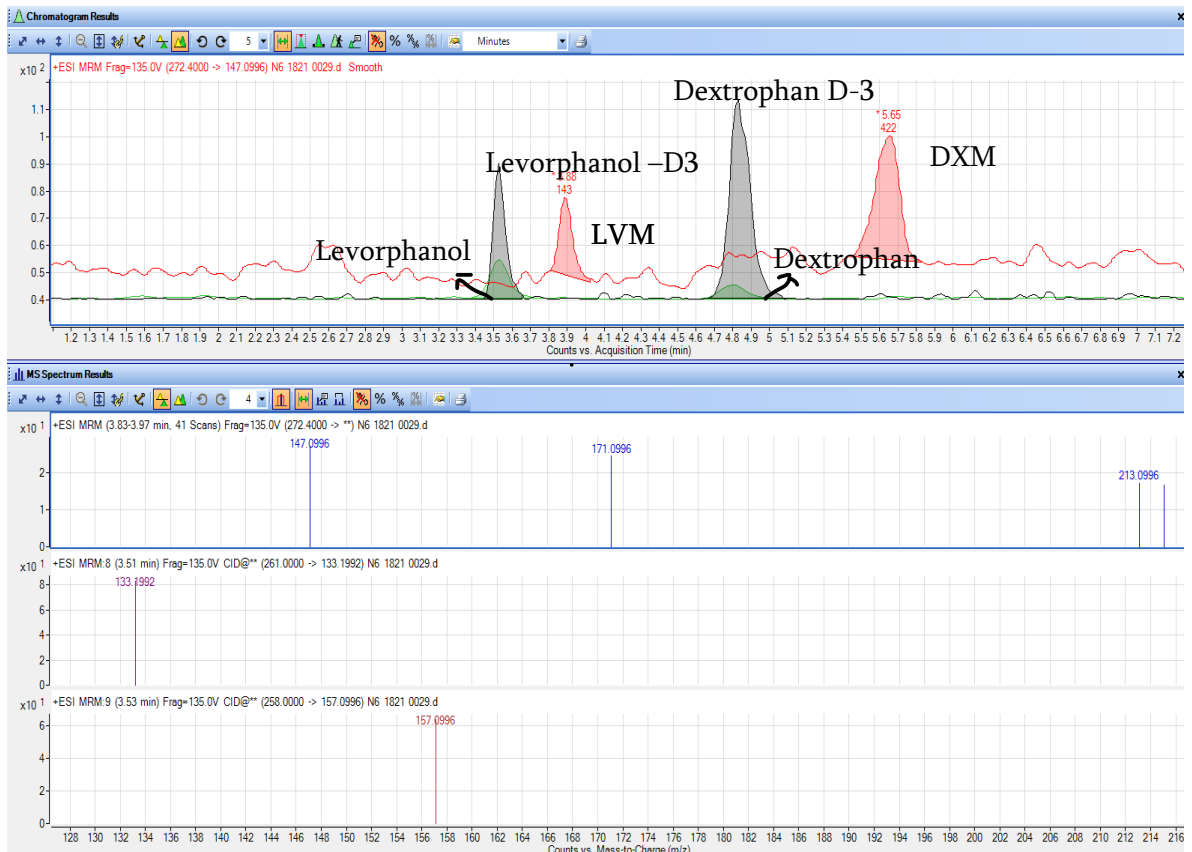 Chromatogram Results
5
%
%
Minutes
x10 2
+ESI MRM Frag=135.0V (272.4000 -> 147.0996) N6 1821 0029.d Smooth
1.1
1
0.9
0.8
0.7
0.6
0.5
0.4
Dextrophan D-3
* 5.65
422
DXM
Levorphanol –D3
143
LVM
Levorphanol
Dextrophan
1.2 1.3 1.4 1.5 1.6 1.7 1.8 1.9 2 2.1 2.2 2.3 2.4 2.5 2.6 2.7 2.8 2.9 3 3.1 3.2 3.3 3.4 3.5 3.6 3.7 3.8 3.9 4 4.1 4.2 4.3 4.4 4.5 4.6 4.7 4.8 4.9 5 5.1 5.2 5.3 5.4 5.5 5.6 5.7 5.8 5.9 6 6.1 6.2 6.3 6.4 6.5 6.6 6.7 6.8 6.9 7 7.1 7.2
Counts vs. Acquisition Time (min)
MS Spectrum Results
4
%
%
x10 1
+ESI MRM (3.83-3.97 min, 41 Scans) Frag=135.0V (272.4000 -> **) N6 1821 0029.d
147.0996
171.0996
213.0996
2
1
0
x10 1
+ESI MRM:8 (3.51 min) Frag=135.0V CID@** (261.0000 -> 133.1992) N6 1821 0029.d
133.1992
8
6
4
2
0
x10 1
+ESI MRM:9 (3.53 min) Frag=135.0V CID@** (258.0000 -> 157.0996) N6 1821 0029.d
157.0996
6
4
2
0
128 130 132 134 136 138 140 142 144 146 148 150 152 154 156 158 160 162 164 166 168 170 172 174 176 178 180 182 184 186 188 190 192 194 196 198 200 202 204 206 208 210 212 214 216
Counts vs. Mass-to-Charge (m/z)